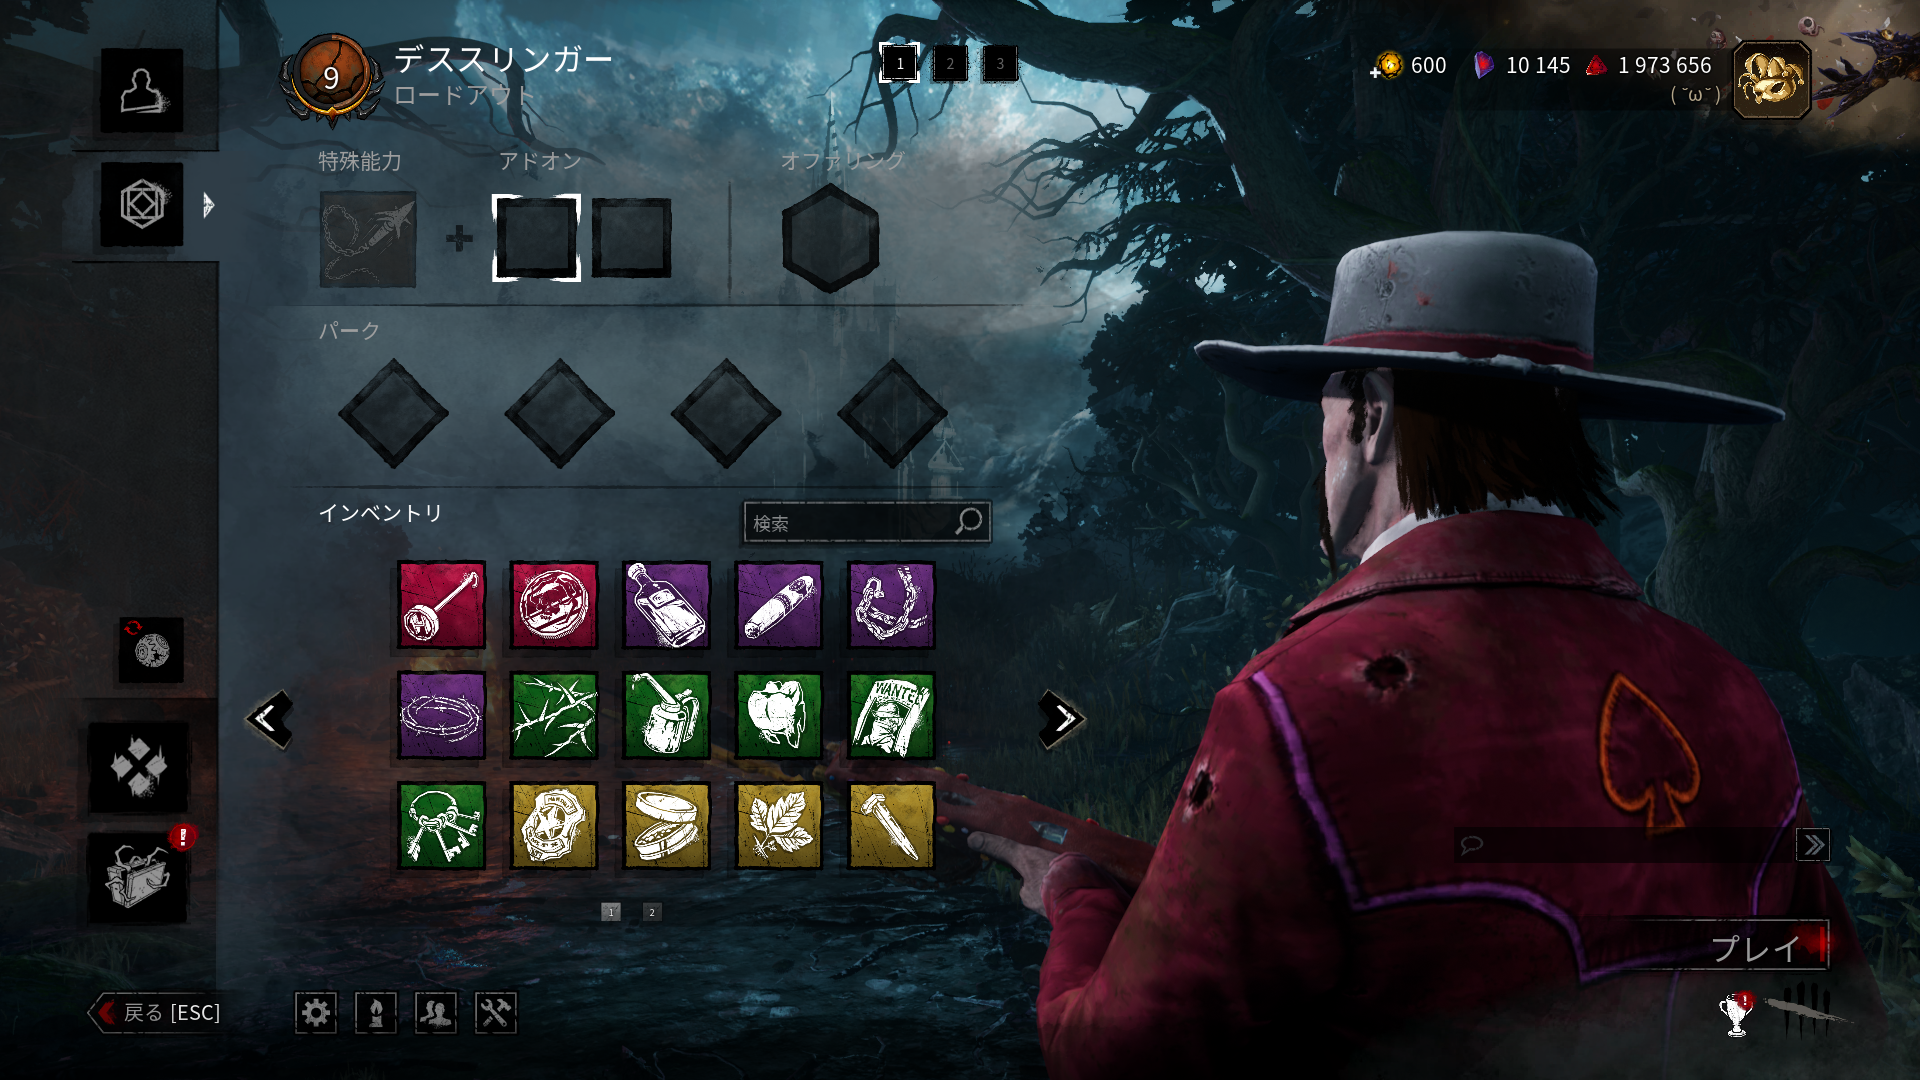 9
デススリンガー
ロードアウト
1 2 3
600 10 145 1 973 656
( ˘ω˘ )
特殊能力 アドオン オファリング
パーク
インベントリ
検索
WANTED
1 2
プレイ
戻る [ESC]